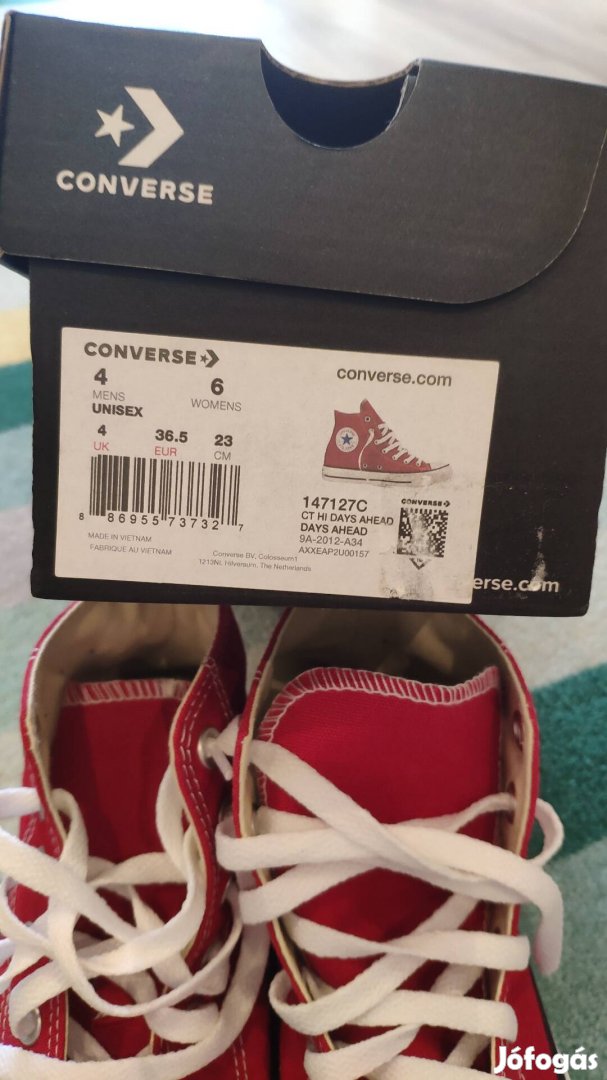 CONVERSE
CONVERSE
4 6
MENS WOMENS
UNISEX
4 36.5 23
UK EUR CM
8 86955 73732 7
MADE IN VIETNAM
FABRIQUE AU VIETNAM
Converse BV, Colosseum1
1213NL Hilversum, The Netherlands
converse.com
147127C
CT HI DAYS AHEAD
DAYS AHEAD
9A-2012-A34
AXXEAP2U00157
CONVERSE
erse.com
Jófogás